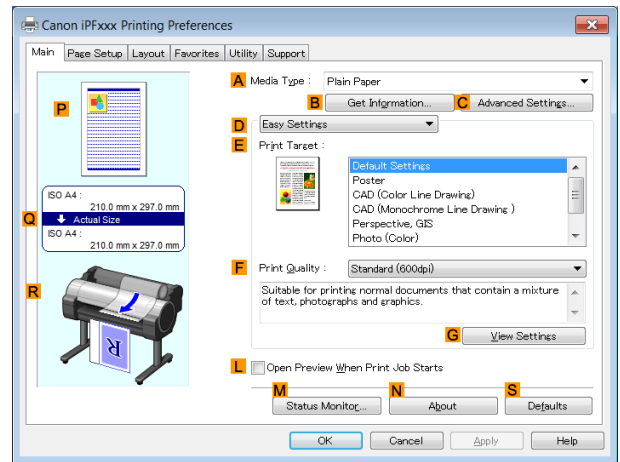 Canon iPFxxx Printing Preferences
Main Page Setup Layout Favorites Utility Support
A Media Type : Plain Paper
B Get Information... C Advanced Settings...
D Easy Settings
E Print Target :
Default Settings
Poster
CAD (Color Line Drawing)
CAD (Monochrome Line Drawing )
Perspective, GIS
Photo (Color)
P
ISO A4 :
210.0 mm x 297.0 mm
Q Actual Size
ISO A4 :
210.0 mm x 297.0 mm
R
R
F Print Quality : Standard (600dpi)
Suitable for printing normal documents that contain a mixture
of text, photographs and graphics.
G View Settings
L Open Preview When Print Job Starts
M Status Monitor... N About S Defaults
OK Cancel Apply Help